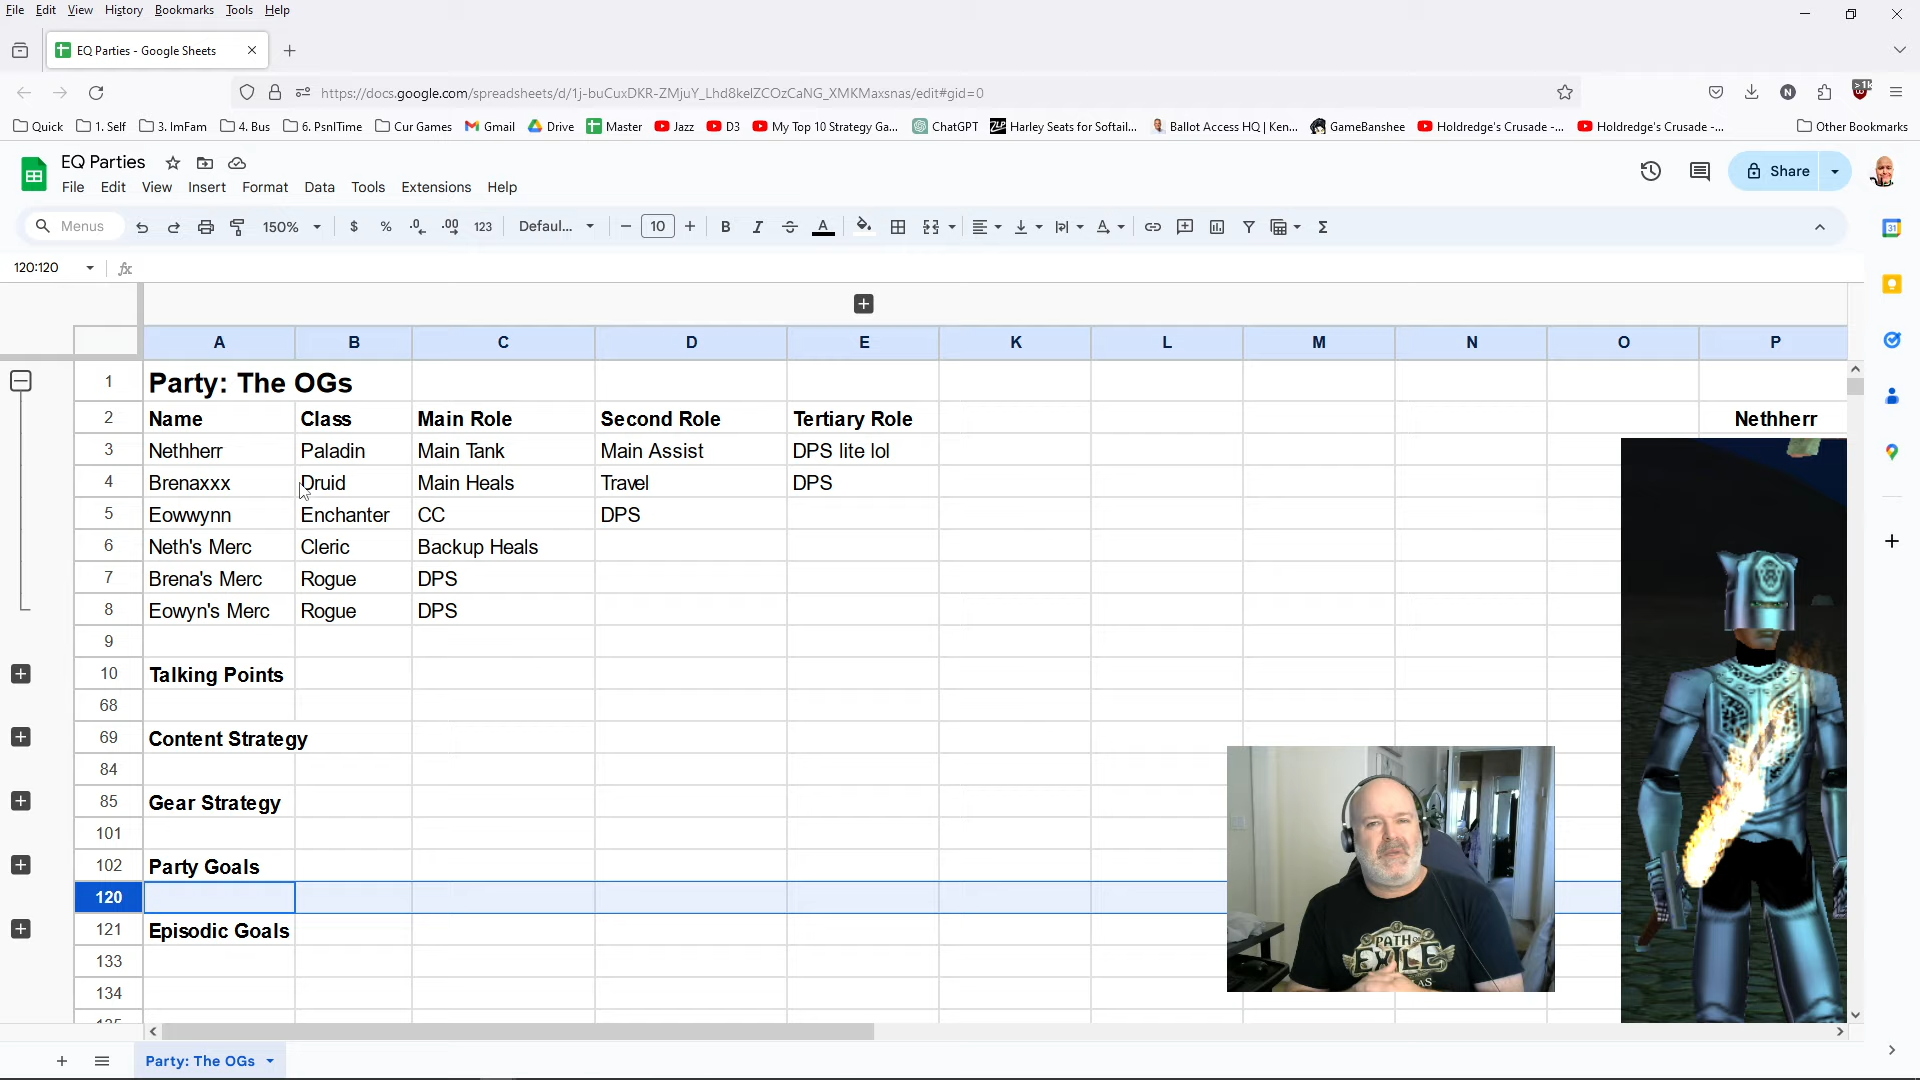 File Edit View History Bookmarks Tools Help
EQ Parties - Google Sheets
https://docs.google.com/spreadsheets/d/1j-buCuxDKR-ZMjuY_Lhd8kelZCOzCaNG_XMKMaxsnas/edit#gid=0
>1k
Quick 1. Self 3. ImFam 4. Bus 6. PsnlTime Cur Games Gmail Drive Master Jazz D3 My Top 10 Strategy Ga... ChatGPT Harley Seats for Softail... Ballot Access HQ | Ken... GameBanshee Holdredge's Crusade -... Holdredge's Crusade -... Other Bookmarks
EQ Parties
File Edit View Insert Format Data Tools Extensions Help
Share
Menus 150% $ % .0 .00 123 Defaul... 10 B I A
120:120 fx
31
A B C D E K L M N O P
1 Party: The OGs
2 Name Class Main Role Second Role Tertiary Role Nethherr
3 Nethherr Paladin Main Tank Main Assist DPS lite lol
4 Brenaxxx Druid Main Heals Travel DPS
5 Eowwynn Enchanter CC DPS
6 Neth's Merc Cleric Backup Heals
7 Brena's Merc Rogue DPS
8 Eowyn's Merc Rogue DPS
9
10 Talking Points
68
69 Content Strategy
84
85 Gear Strategy
101
102 Party Goals
120
121 Episodic Goals
133
134
135
PATH OF
EXILE
Party: The OGs